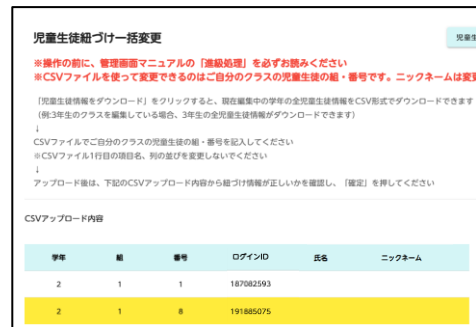 児童生徒紐づけ一括変更
児童生
※操作の前に、管理画面マニュアルの「進級処理」を必ずお読みください
※CSVファイルを使って変更できるのはご自分のクラスの児童生徒の組・番号です。ニックネームは変更
「児童生徒情報をダウンロード」をクリックすると、現在編集中の学年の全児童生徒情報をCSV形式でダウンロードできます
（例:3年生のクラスを編集している場合、3年生の全児童生徒情報がダウンロードできます）
↓
CSVファイルでご自分のクラスの児童生徒の組・番号を記入してください
※CSVファイル1行目の項目名、列の並びを変更しないでください
↓
アップロード後は、下記のCSVアップロード内容から紐づけ情報が正しいかを確認し、「確定」を押してください
CSVアップロード内容
学年 組 番号 ログインID 氏名 ニックネーム
2 1 1 187082593
2 1 8 191885075